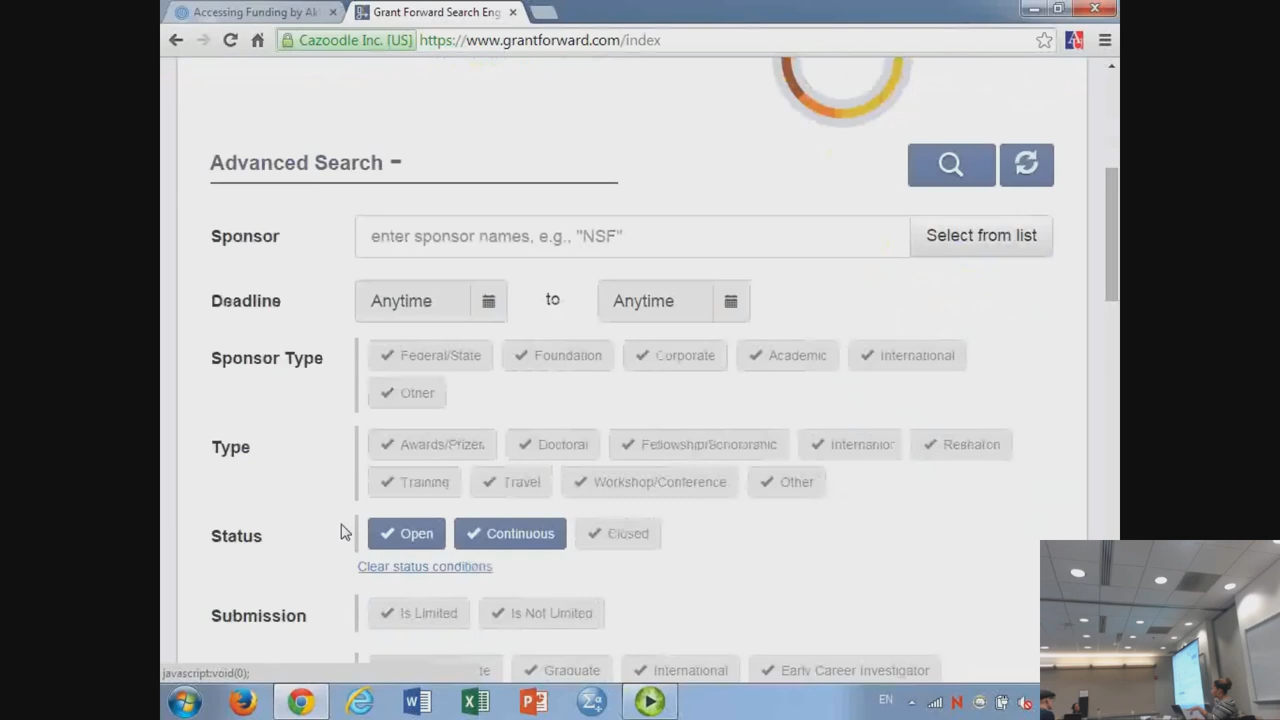 Accessing Funding by Al
Grant Forward Search Eng
Cazoodle Inc. [US] https://www.grantforward.com/index
Advanced Search -
Sponsor enter sponsor names, e.g., "NSF" Select from list
Deadline Anytime to Anytime
Sponsor Type Federal/State Foundation Corporate Academic International
Other
Type Awards/Prizes Doctoral
Training Travel Workshop/Conference Other
Status Open Continuous Closed
Clear status conditions
Submission Is Limited Is Not Limited
Graduate International Early Career Investigator
javascript:void(0);
EN